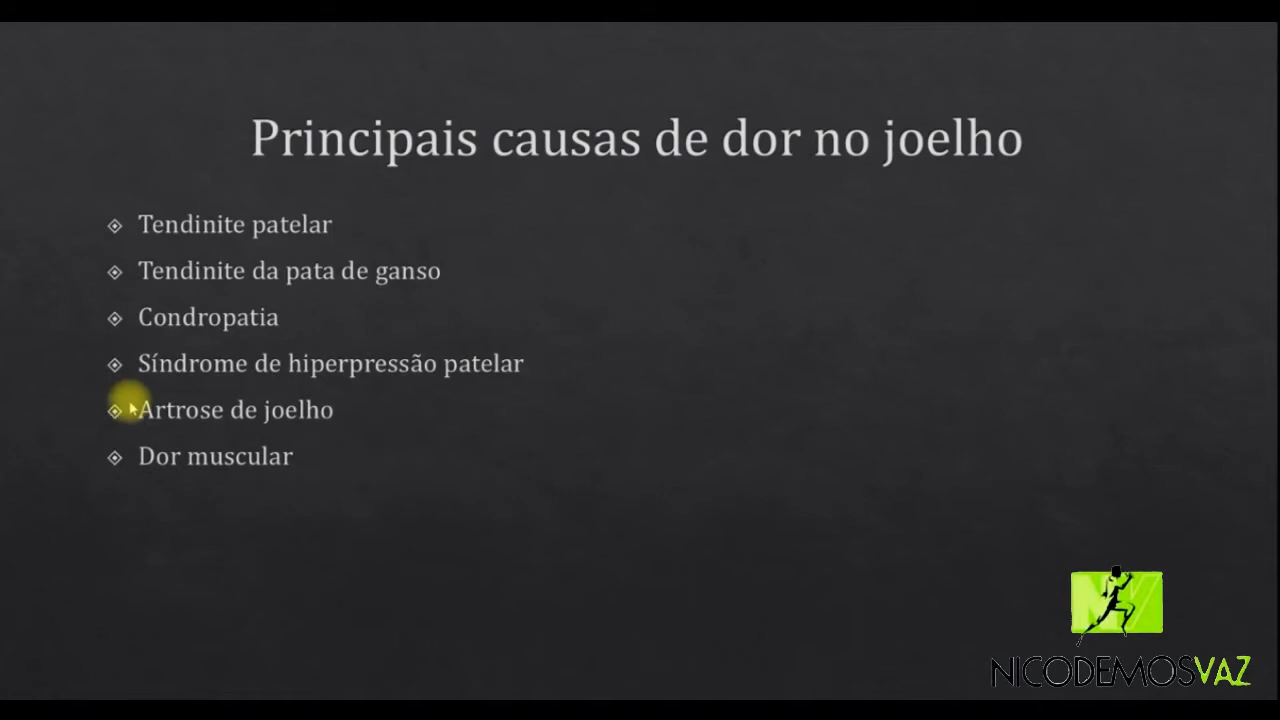 Principais causas de dor no joelho
Tendinite patelar
Tendinite da pata de ganso
Condropatia
Síndrome de hiperpressão patelar
Artrose de joelho
Dor muscular
NV
NICODEMOSVAZ